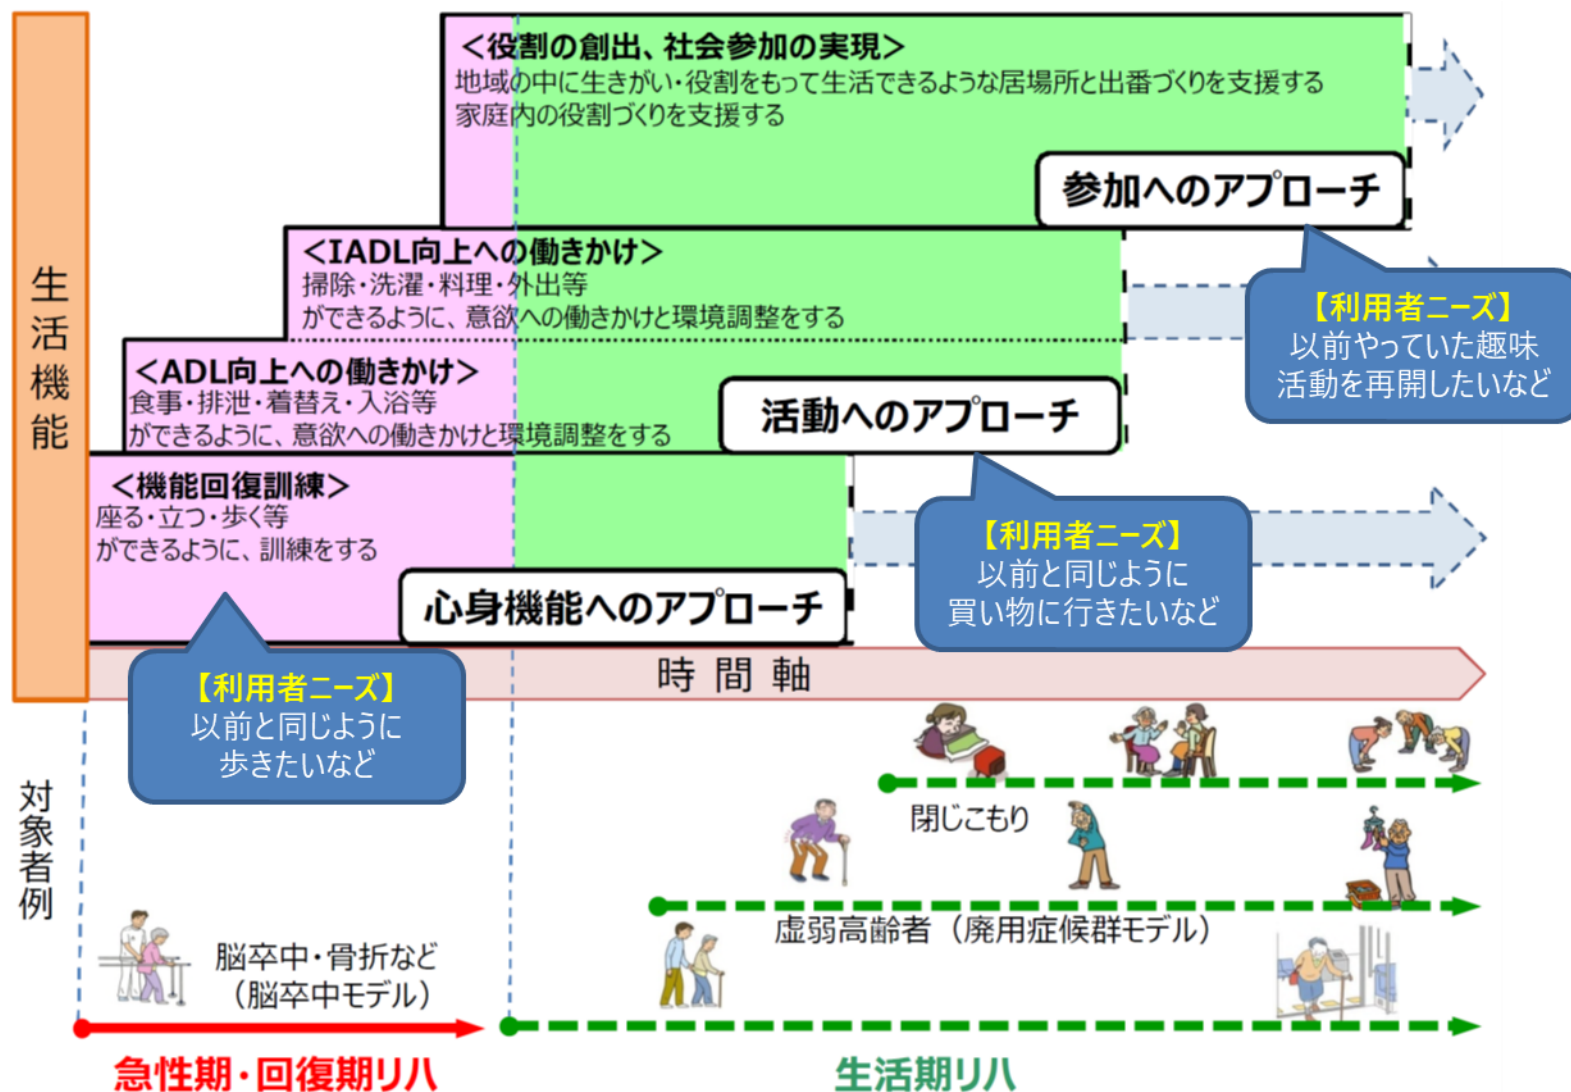 生活機能
＜役割の創出、社会参加の実現＞
地域の中に生きがい・役割をもって生活できるような居場所と出番づくりを支援する
家庭内の役割づくりを支援する
参加へのアプローチ
＜IADL向上への働きかけ＞
掃除・洗濯・料理・外出等
ができるように、意欲への働きかけと環境調整をする
【利用者ニーズ】
以前やっていた趣味
活動を再開したいなど
＜ADL向上への働きかけ＞
食事・排泄・着替え・入浴等
ができるように、意欲への働きかけと環境調整をする
活動へのアプローチ
＜機能回復訓練＞
座る・立つ・歩く等
ができるように、訓練をする
心身機能へのアプローチ
【利用者ニーズ】
以前と同じように
買い物に行きたいなど
時間軸
【利用者ニーズ】
以前と同じように
歩きたいなど
対象者例
閉じこもり
虚弱高齢者（廃用症候群モデル）
脳卒中・骨折など
（脳卒中モデル）
急性期・回復期リハ
生活期リハ